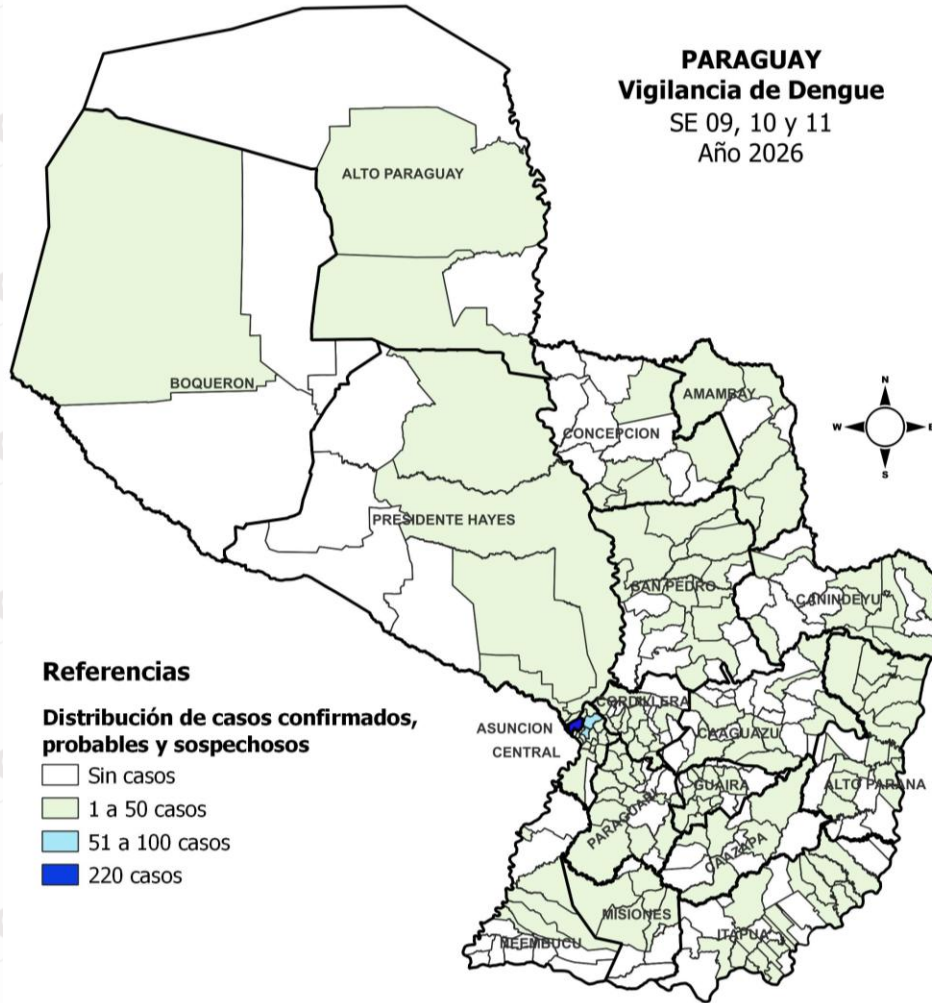 PARAGUAY
Vigilancia de Dengue
SE 09, 10 y 11
Año 2026
ALTO PARAGUAY
BOQUERON
AMAMBAY
CONCEPCION
N
W
E
S
PRESIDENTE HAYES
SAN PEDRO
CANINDEYU
Referencias
Distribución de casos confirmados,
probables y sospechosos
Sin casos
1 a 50 casos
51 a 100 casos
220 casos
CORDILLERA
ASUNCION
CENTRAL
CAAGUAZU
GUAIRA
ALTO PARANA
PARAGUARI
CAAZAPA
MISIONES
ÑEEMBUCU
ITAPUA